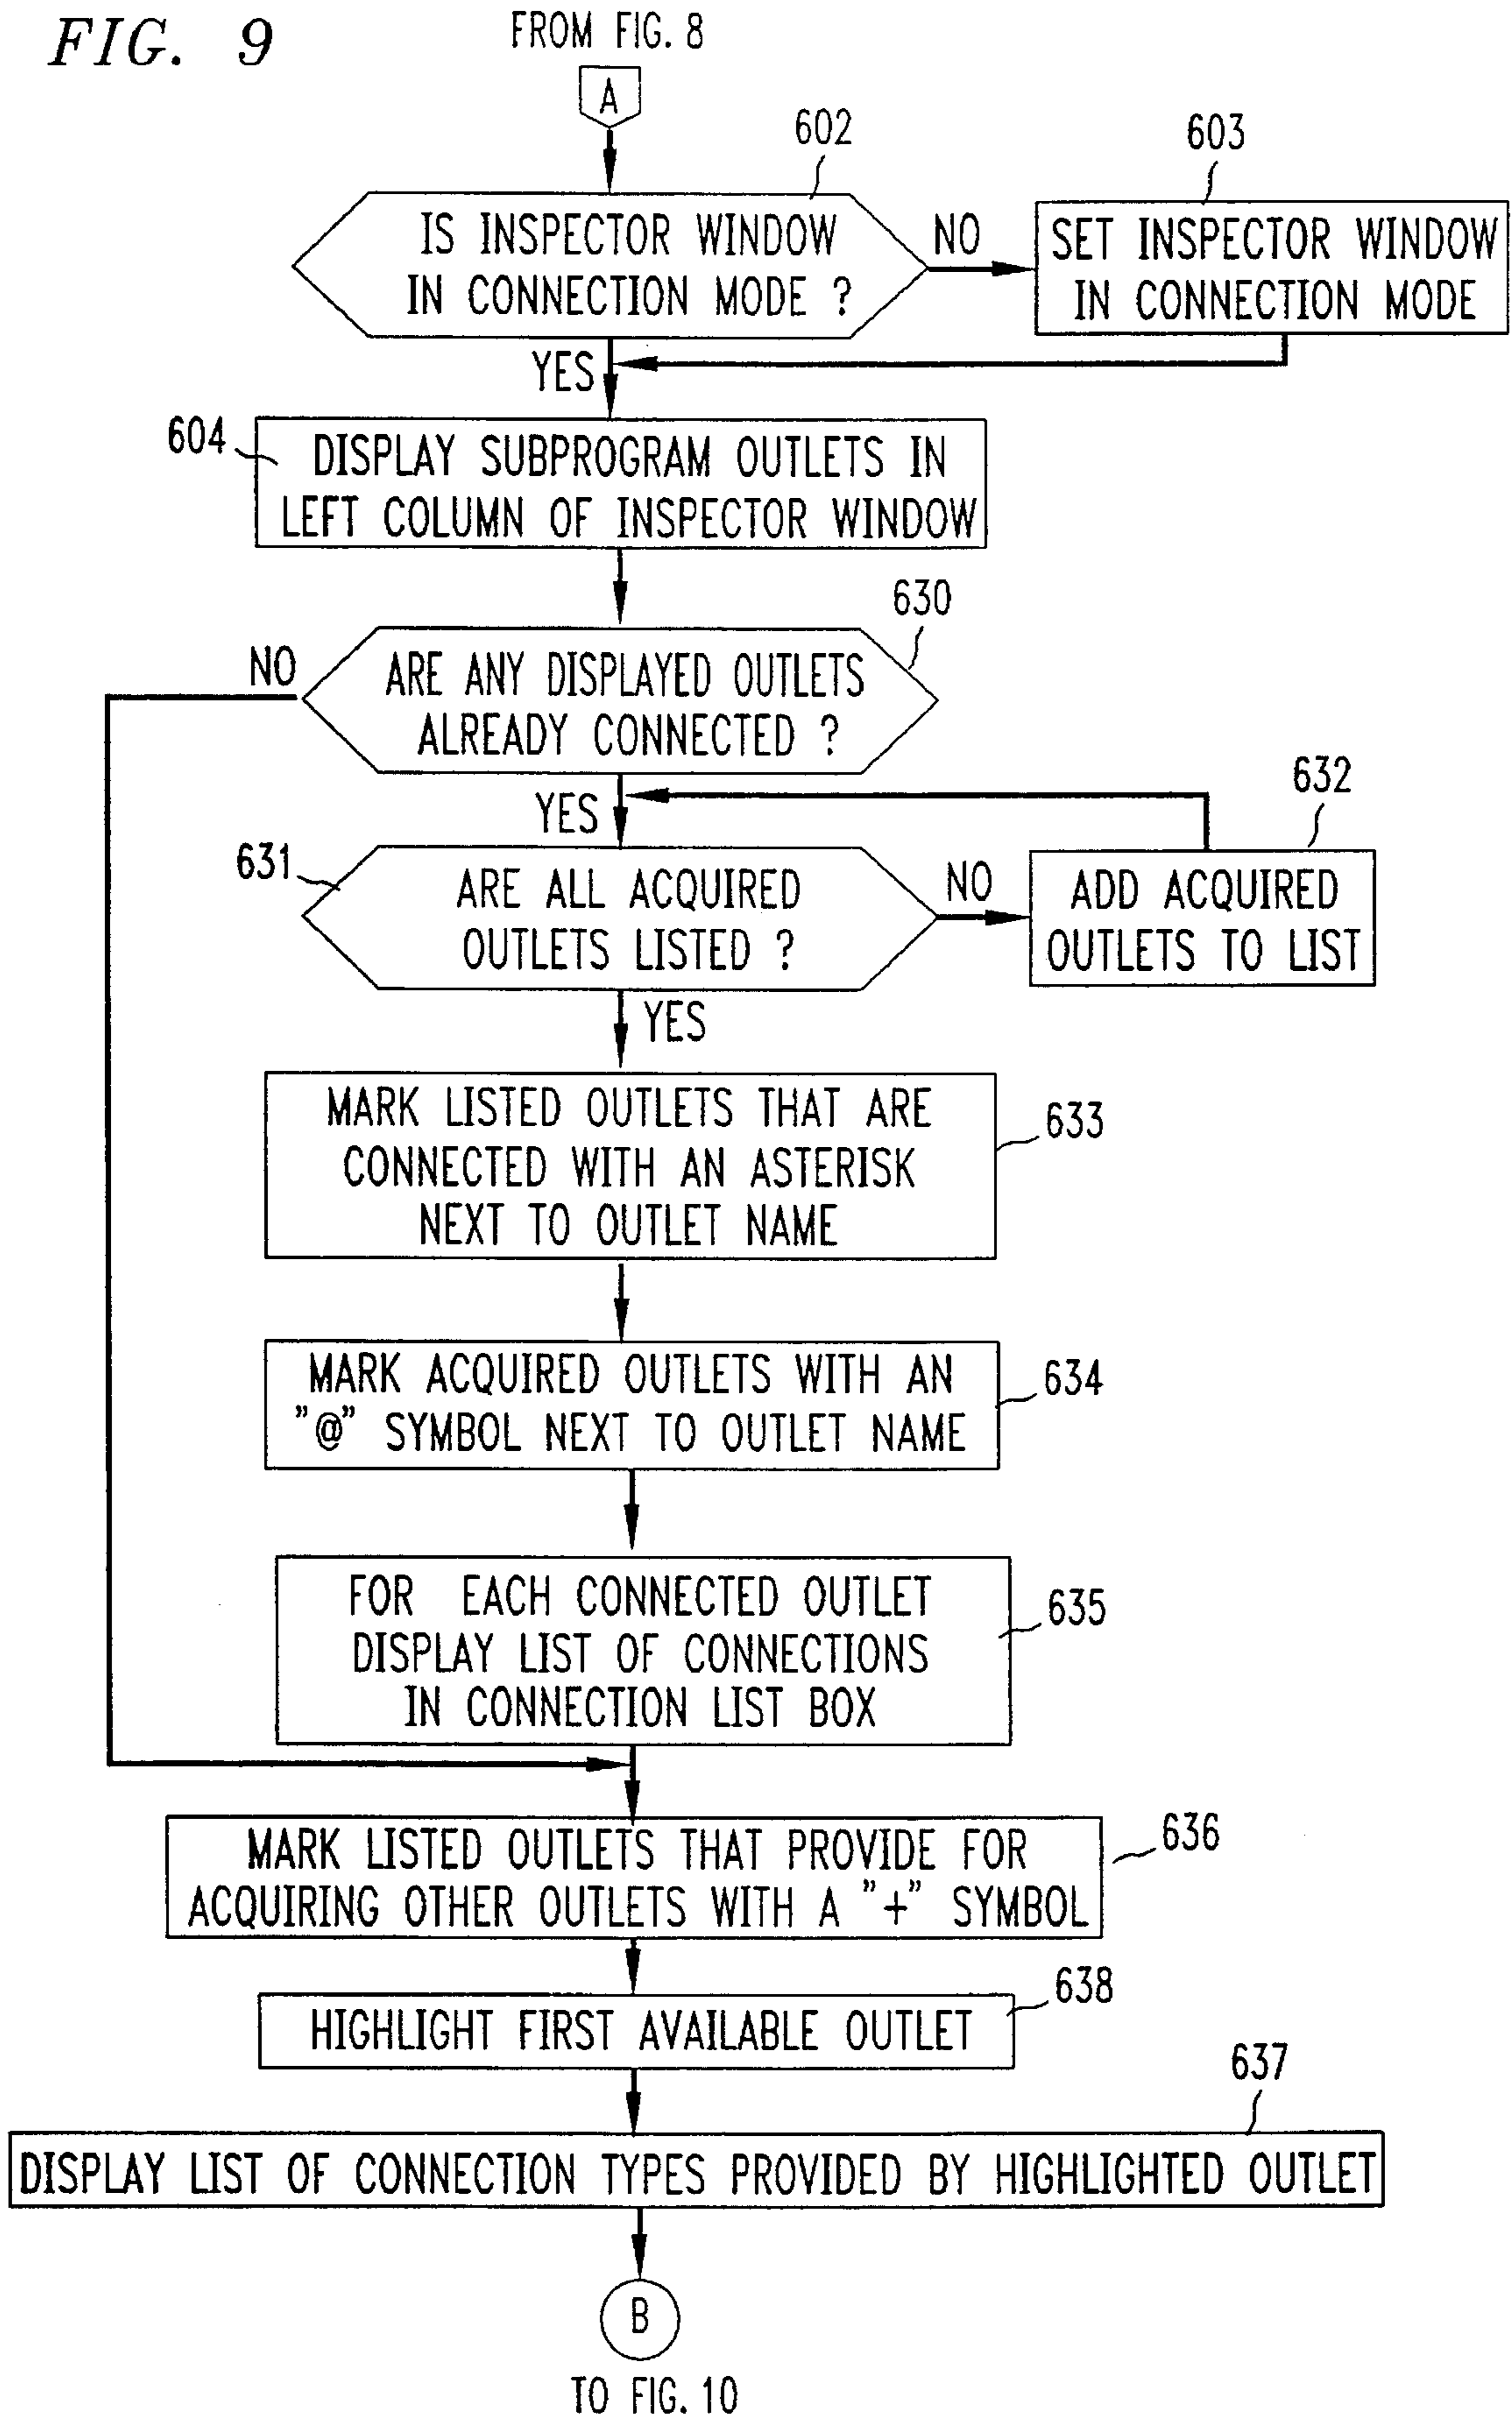 FIG. 9
FROM FIG. 8
A
602
603
IS INSPECTOR WINDOW
IN CONNECTION MODE ?
NO
SET INSPECTOR WINDOW
IN CONNECTION MODE
YES
604
DISPLAY SUBPROGRAM OUTLETS IN
LEFT COLUMN OF INSPECTOR WINDOW
630
NO
ARE ANY DISPLAYED OUTLETS
ALREADY CONNECTED ?
632
YES
631
ARE ALL ACQUIRED
OUTLETS LISTED ?
NO
ADD ACQUIRED
OUTLETS TO LIST
YES
MARK LISTED OUTLETS THAT ARE
CONNECTED WITH AN ASTERISK
NEXT TO OUTLET NAME
633
MARK ACQUIRED OUTLETS WITH AN
"@" SYMBOL NEXT TO OUTLET NAME
634
FOR EACH CONNECTED OUTLET
DISPLAY LIST OF CONNECTIONS
IN CONNECTION LIST BOX
635
MARK LISTED OUTLETS THAT PROVIDE FOR
ACQUIRING OTHER OUTLETS WITH A "+" SYMBOL
636
638
HIGHLIGHT FIRST AVAILABLE OUTLET
637
DISPLAY LIST OF CONNECTION TYPES PROVIDED BY HIGHLIGHTED OUTLET
B
TO FIG. 10